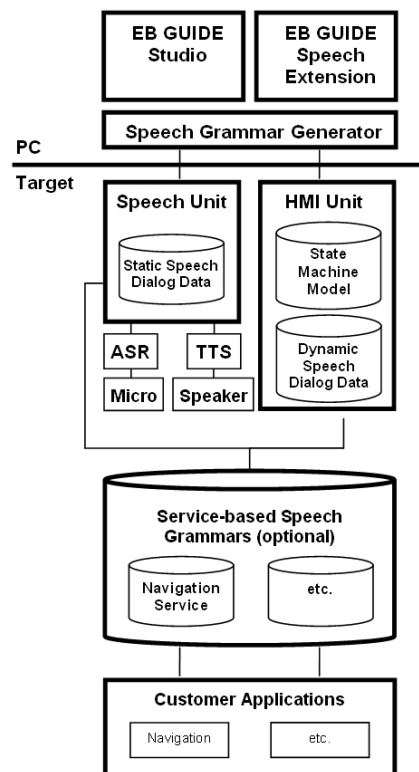 EB GUIDE
Studio
EB GUIDE
Speech
Extension
Speech Grammar Generator
PC
Target
Speech Unit
Static Speech
Dialog Data
ASR
TTS
Micro
Speaker
HMI Unit
State
Machine
Model
Dynamic
Speech
Dialog Data
Service-based Speech
Grammars (optional)
Navigation
Service
etc.
Customer Applications
Navigation
etc.